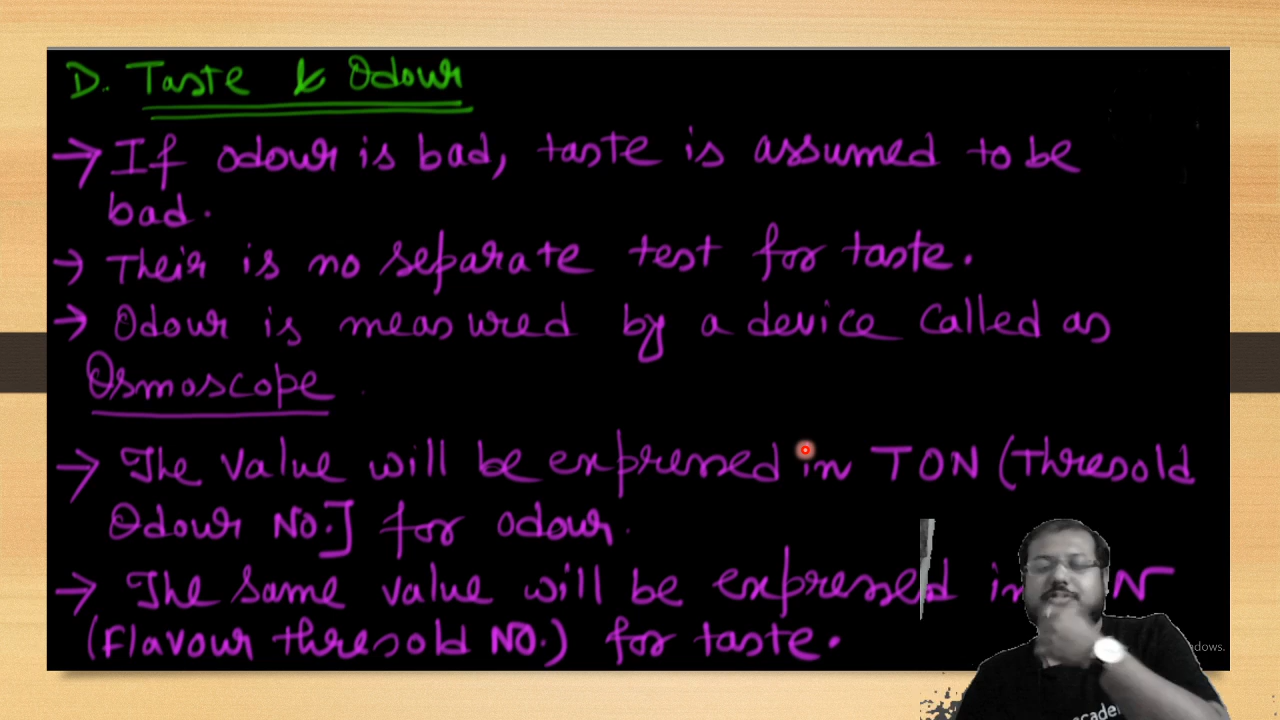 D. Taste & Odour
→ If odour is bad, taste is assumed to be
bad.
→ Their is no separate test for taste.
→ Odour is measured by a device called as
Osmoscope.
→ The value will be expressed in TON (Thresold
Odour No.] for odour.
→ The same value will be expressed in
(Flavour thresold NO.) for taste.